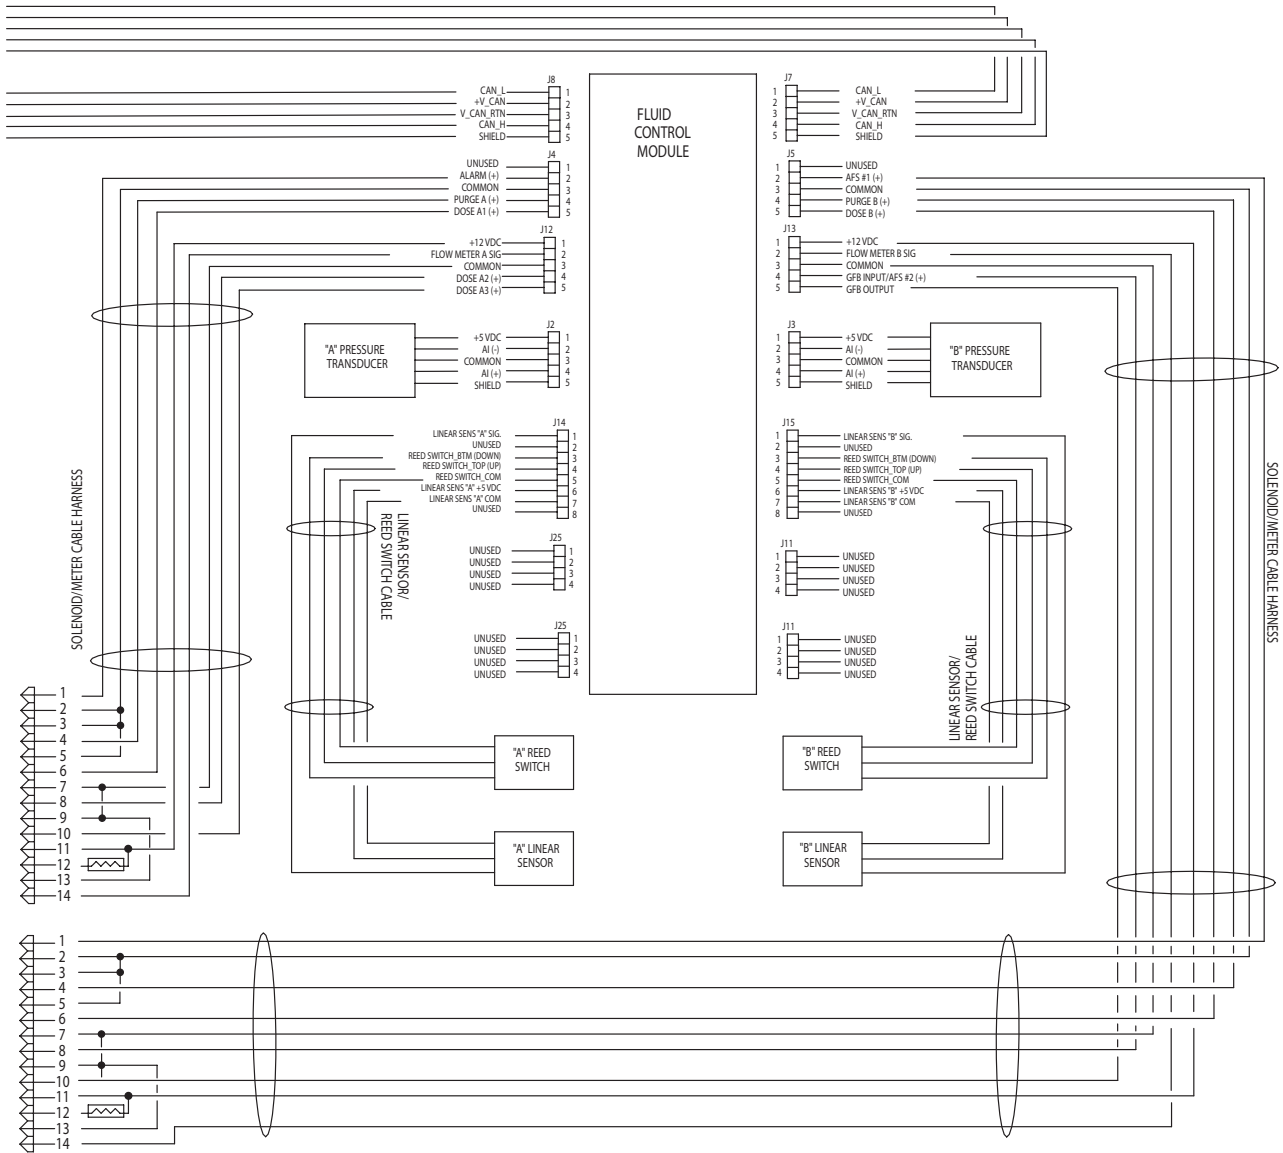 J8
CAN_L 1
+V_CAN 2
V_CAN_RTN 3
CAN_H 4
SHIELD 5
J4
UNUSED 1
ALARM (+) 2
COMMON 3
PURGE A (+) 4
DOSE A1 (+) 5
J12
+12 VDC 1
FLOW METER A SIG 2
COMMON 3
DOSE A2 (+) 4
DOSE A3 (+) 5
"A" PRESSURE
TRANSDUCER
J2
+5 VDC 1
AI (-) 2
COMMON 3
AI (+) 4
SHIELD 5
J14
LINEAR SENS "A" SIG. 1
UNUSED 2
REED SWITCH_BTM (DOWN) 3
REED SWITCH_TOP (UP) 4
REED SWITCH_COM 5
LINEAR SENS "A" +5 VDC 6
LINEAR SENS "A" COM 7
UNUSED 8
J25
UNUSED 1
UNUSED 2
UNUSED 3
UNUSED 4
J25
UNUSED 1
UNUSED 2
UNUSED 3
UNUSED 4
FLUID
CONTROL
MODULE
J7
1 CAN_L
2 +V_CAN
3 V_CAN_RTN
4 CAN_H
5 SHIELD
J5
1 UNUSED
2 AFS #1 (+)
3 COMMON
4 PURGE B (+)
5 DOSE B (+)
J13
1 +12 VDC
2 FLOW METER B SIG
3 COMMON
4 GFB INPUT/AFS #2 (+)
5 GFB OUTPUT
J3
1 +5 VDC
2 AI (-)
3 COMMON
4 AI (+)
5 SHIELD
"B" PRESSURE
TRANSDUCER
J15
1 LINEAR SENS "B" SIG.
2 UNUSED
3 REED SWITCH_BTM (DOWN)
4 REED SWITCH_TOP (UP)
5 REED SWITCH_COM
6 LINEAR SENS "B" +5 VDC
7 LINEAR SENS "B" COM
8 UNUSED
J11
1 UNUSED
2 UNUSED
3 UNUSED
4 UNUSED
J11
1 UNUSED
2 UNUSED
3 UNUSED
4 UNUSED
SOLENOID/METER CABLE HARNESS
LINEAR SENSOR/
REED SWITCH CABLE
LINEAR SENSOR/
REED SWITCH CABLE
SOLENOID/METER CABLE HARNESS
"A" REED
SWITCH
"B" REED
SWITCH
"A" LINEAR
SENSOR
"B" LINEAR
SENSOR
1
2
3
4
5
6
7
8
9
10
11
12
13
14
1
2
3
4
5
6
7
8
9
10
11
12
13
14